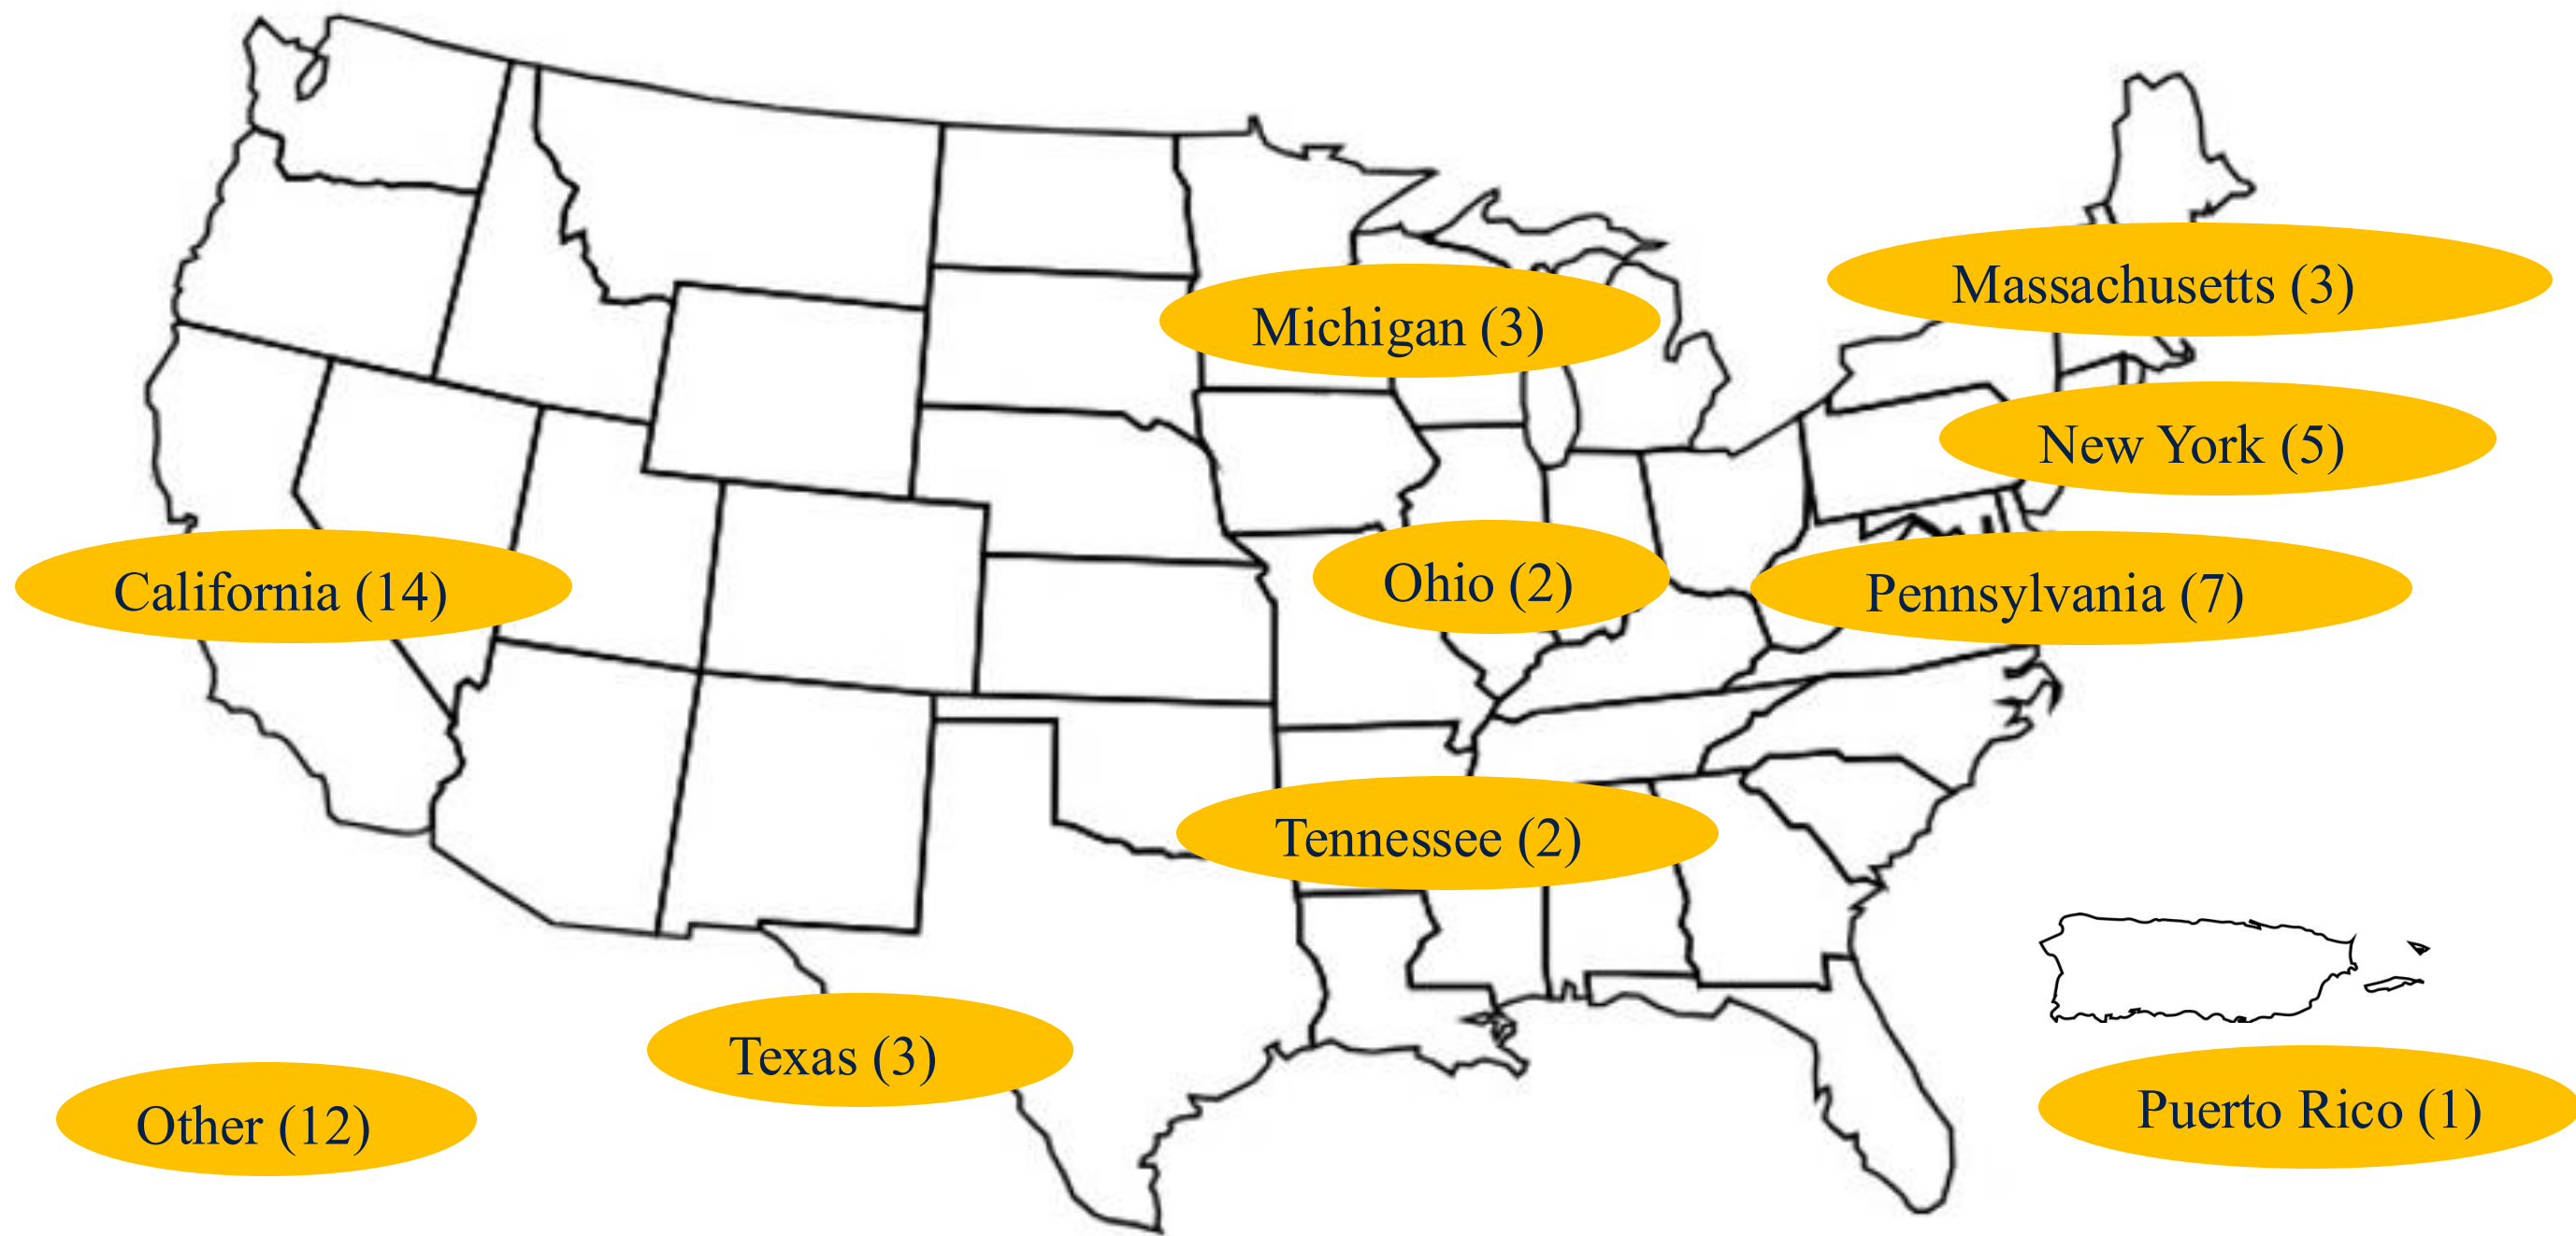 Massachusetts (3)
Michigan (3)
New York (5)
California (14)
Ohio (2)
Pennsylvania (7)
Tennessee (2)
Texas (3)
Other (12)
Puerto Rico (1)